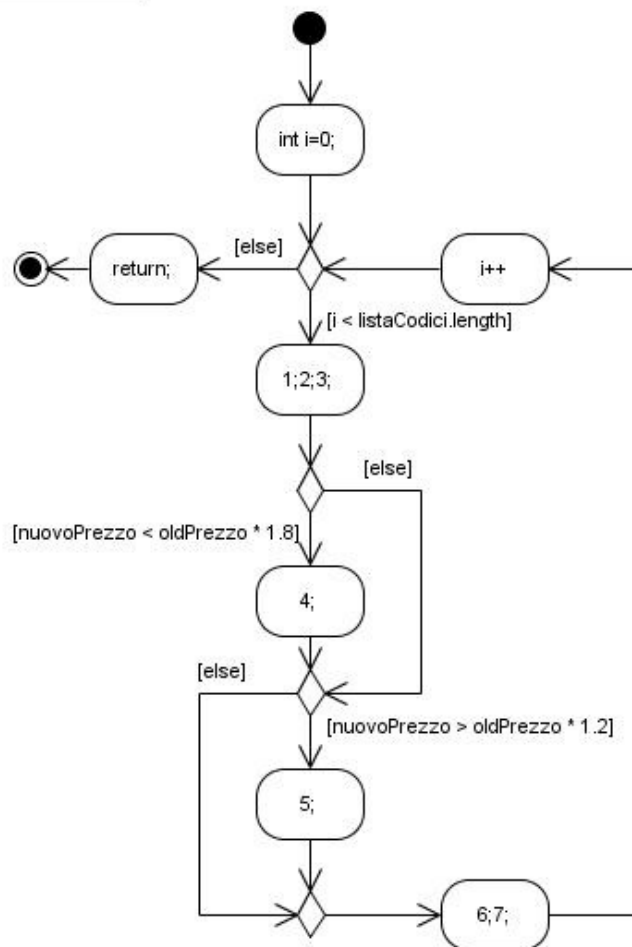 int i=0;
[else]
return;
i++
[i < listaCodici.length]
1;2;3;
[else]
[nuovoPrezzo < oldPrezzo * 1.8]
4;
[else]
[nuovoPrezzo > oldPrezzo * 1.2]
5;
6;7;